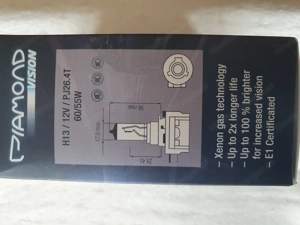 DIAMOND
VISION
H13 / 12V / PJ26.4T
60/55W
– Xenon gas technology
– Up to 2x longer life
– Up to 100 % brighter
for increased vision
– E1 Certificated